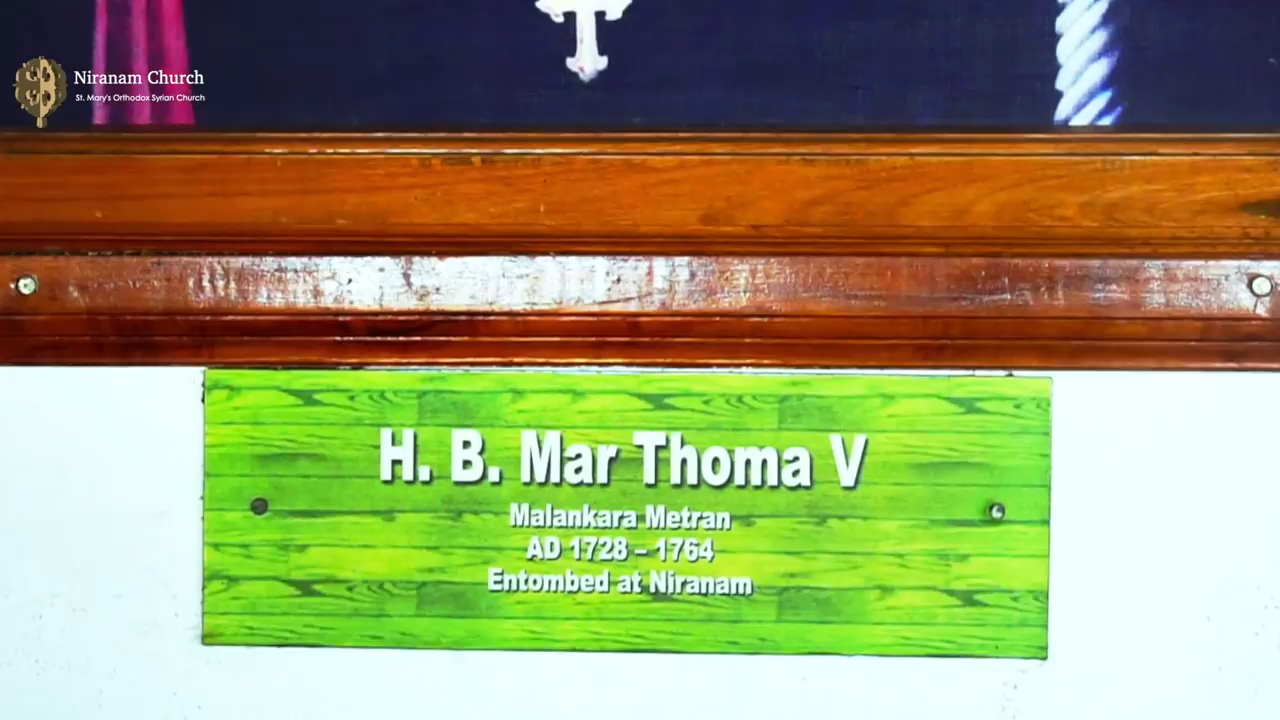 Niranam Church
St. Mary's Orthodox Syrian Church
H. B. Mar Thoma V
Malankara Metran
AD 1728 – 1764
Entombed at Niranam